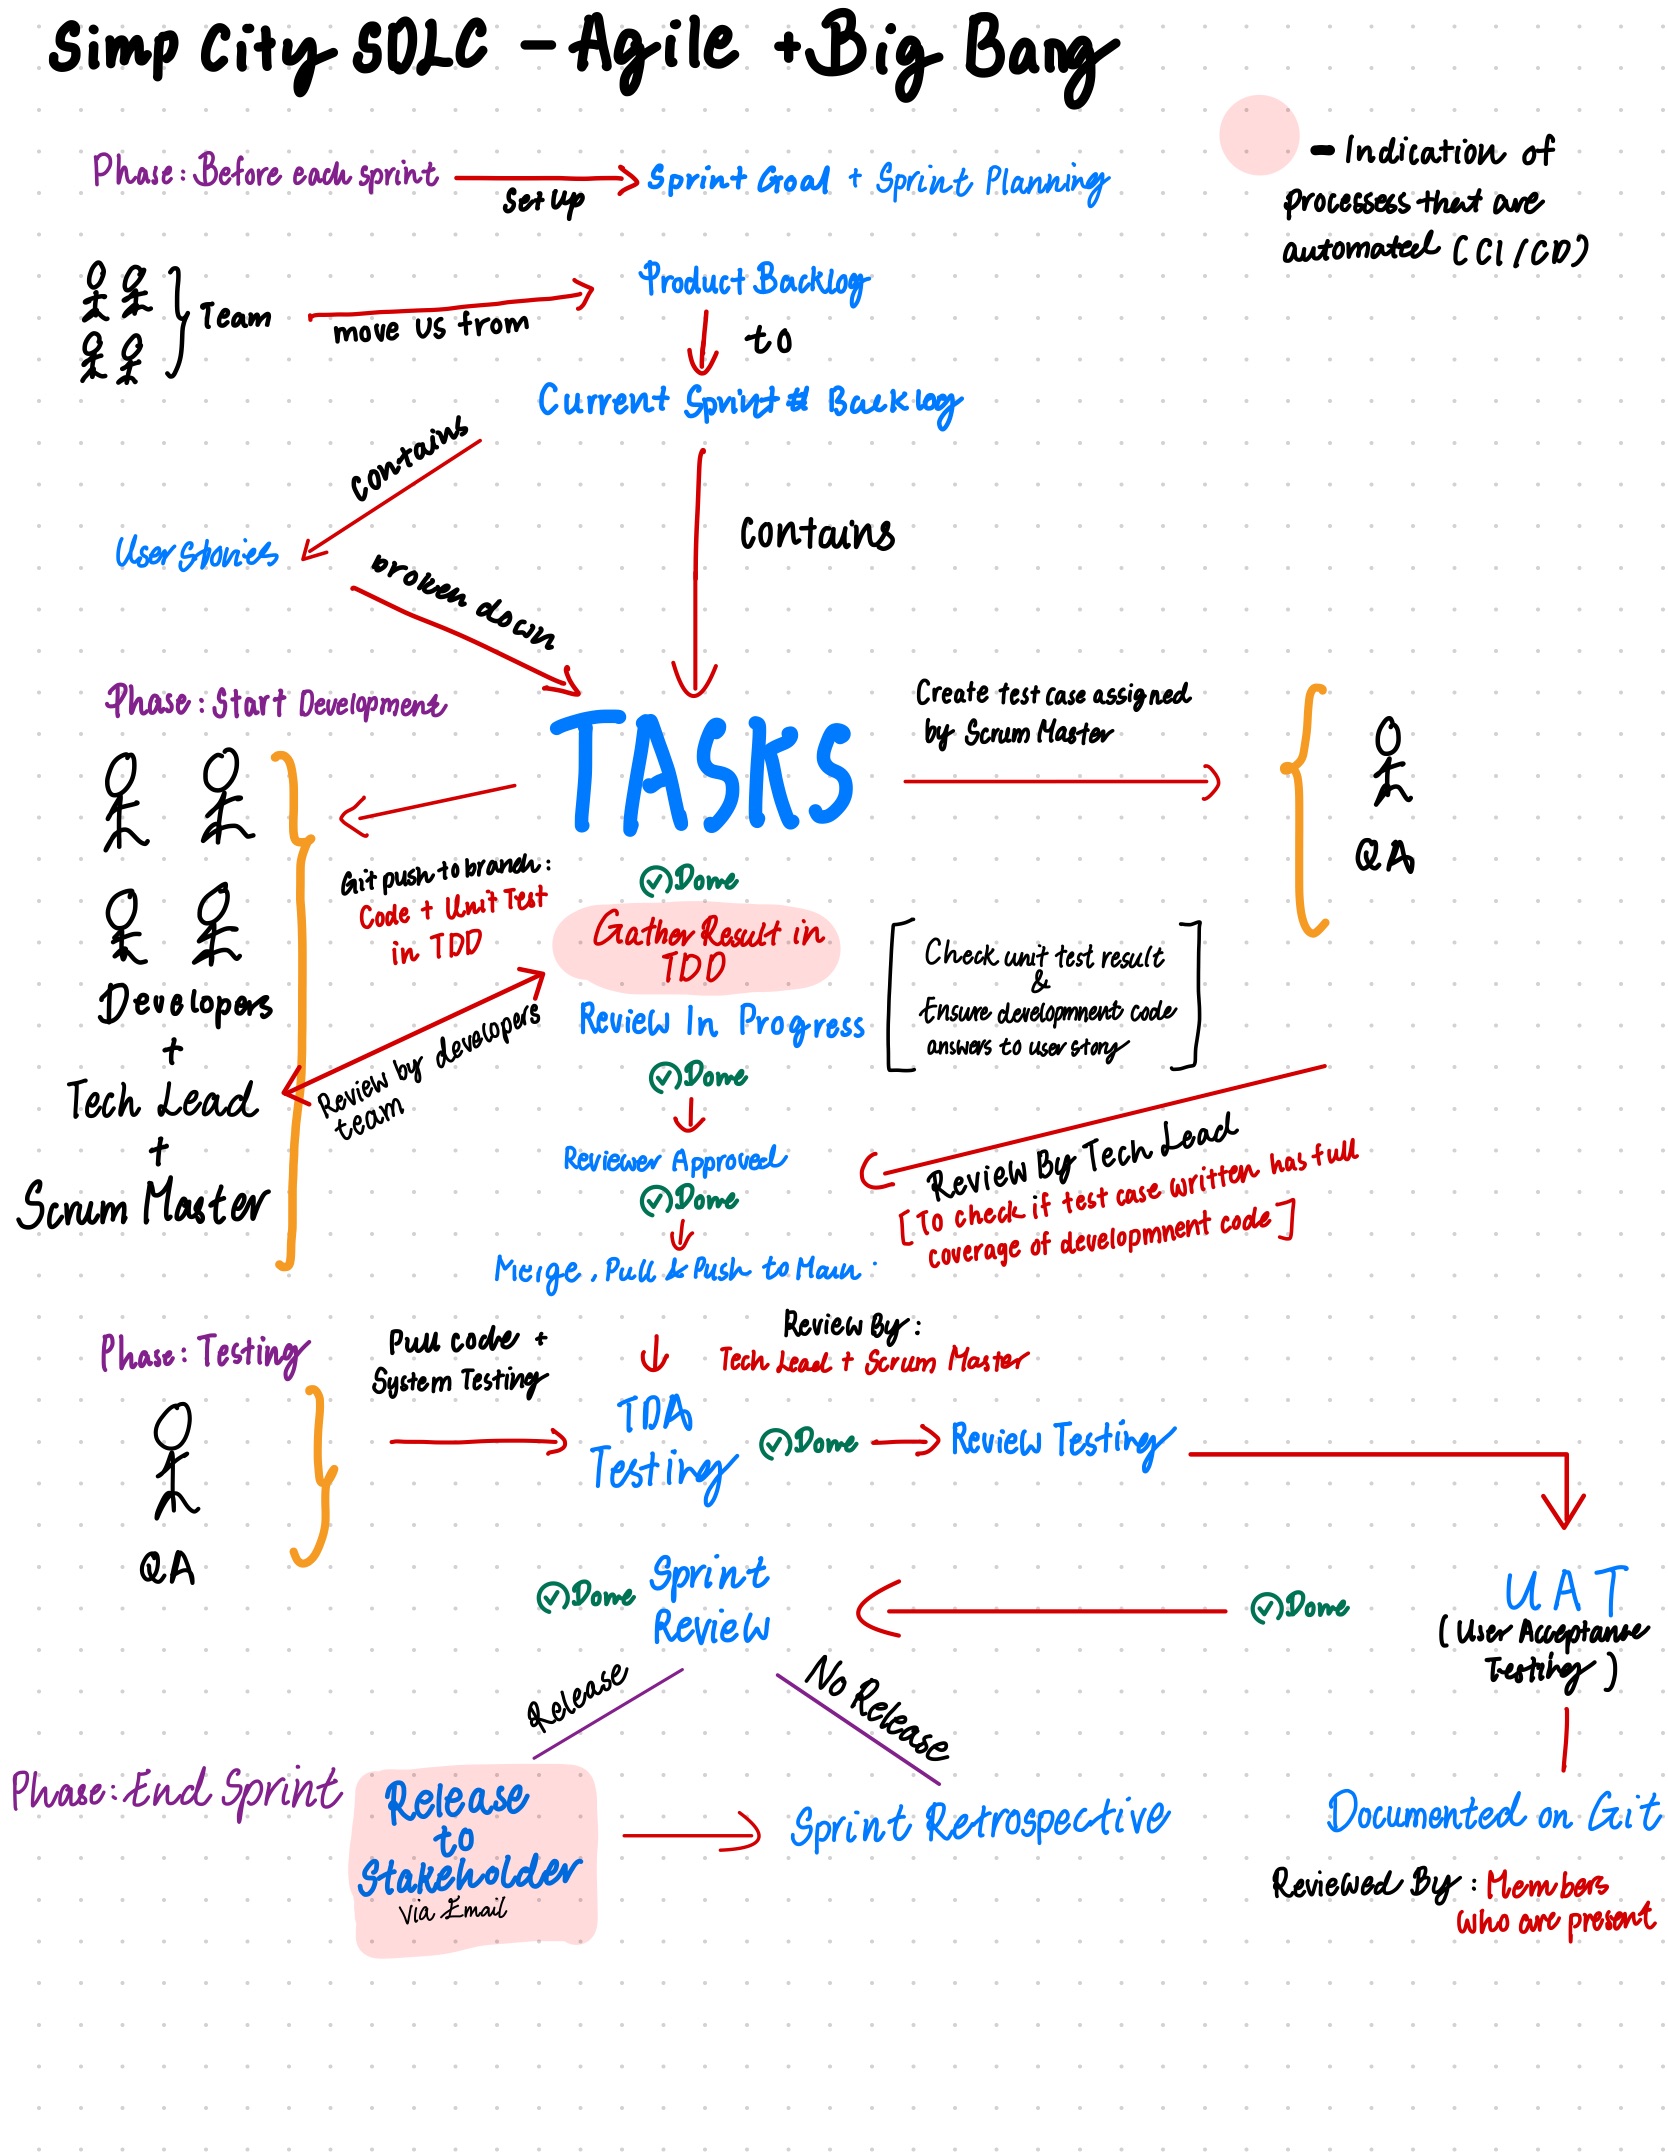 Simp City SDLC - Agile + Big Bang
- Indication of
processess that are
automated (CI/CD)
Phase: Before each sprint
Set Up
Sprint Goal + Sprint Planning
Team
move US from
Product Backlog
to
Current Sprint # Backlog
contains
contains
User Stories
broken down
Phase: Start Development
TASKS
Create test case assigned
by Scrum Master
QA
Git push to branch:
Code + Unit Test
in TDD
Developers
+
Tech Lead
+
Scrum Master
Dome
Gather Result in
TDD
Review In Progress
Check unit test result
&
Ensure developmnent code
answers to user story
Review by developers
team
Dome
Reviewer Approved
Dome
Review By Tech Lead
[To check if test case written has full
coverage of developmnent code]
Merge, Pull & Push to Main.
Phase: Testing
Pull code +
System Testing
Review By:
Tech Lead + Scrum Master
QA
TDA
Testing
Dome
Review Testing
UAT
(User Acceptance
Testing)
Dome
Sprint
Review
Dome
Release
No Release
Phase: End Sprint
Release
to
Stakeholder
Via Email
Sprint Retrospective
Documented on Git
Reviewed By: Members
who are present